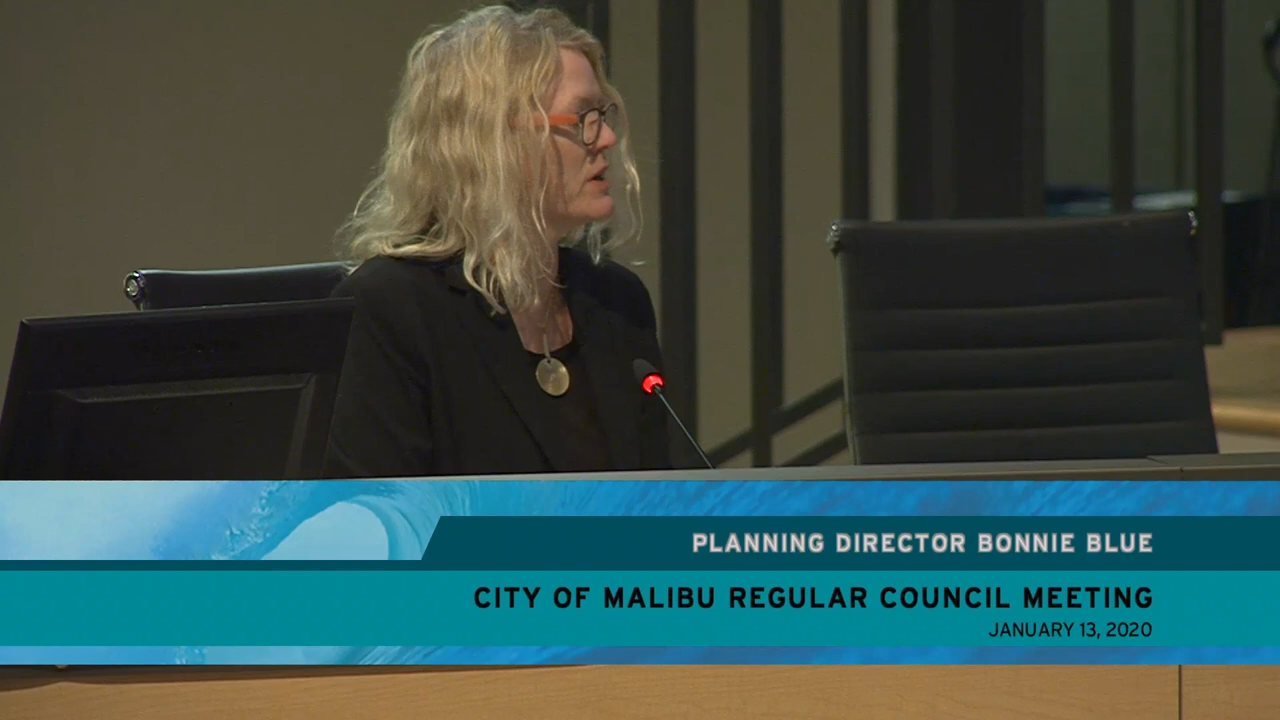 PLANNING DIRECTOR BONNIE BLUE
CITY OF MALIBU REGULAR COUNCIL MEETING
JANUARY 13, 2020